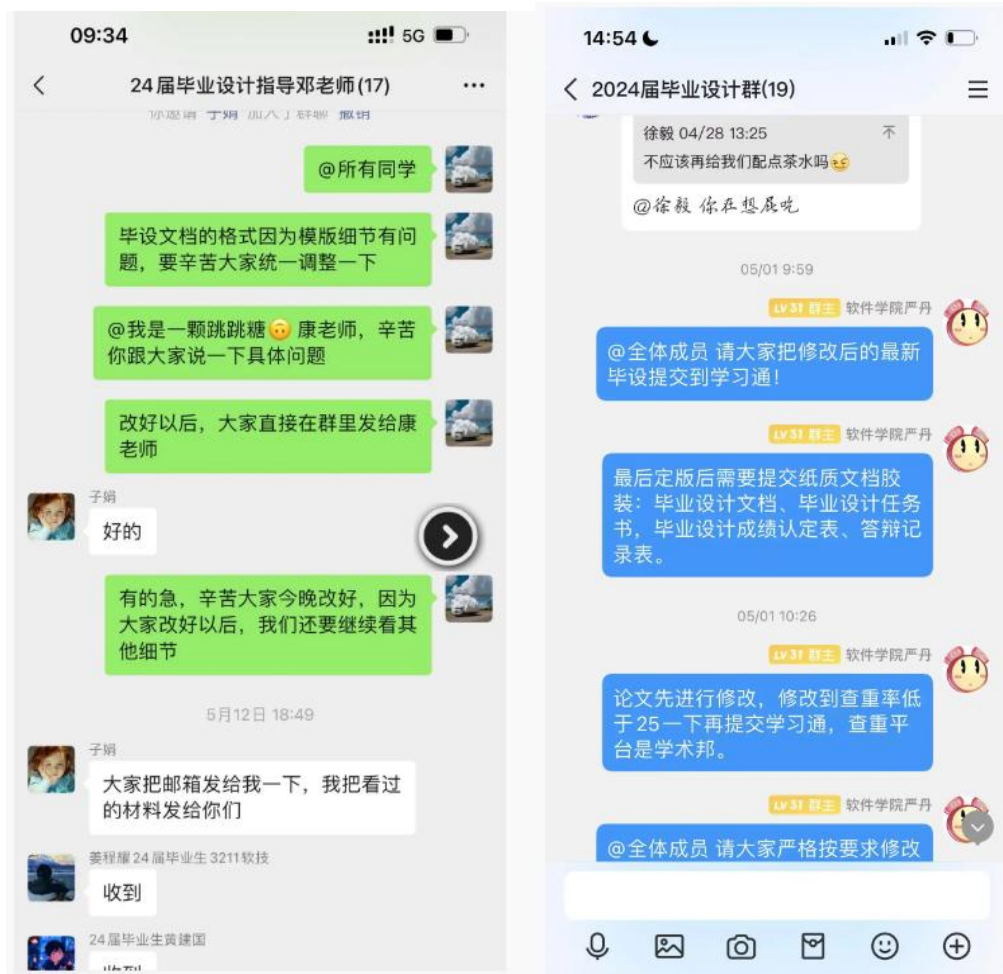 09:34
5G
24届毕业设计指导邓老师(17)
你邀请 子娟 加入了群聊 撤销
@所有同学
毕设文档的格式因为模版细节有问
题，要辛苦大家统一调整一下
@我是一颗跳跳糖🙃 康老师，辛苦
你跟大家说一下具体问题
改好以后，大家直接在群里发给康
老师
子娟
好的
有的急，辛苦大家今晚改好，因为
大家改好以后，我们还要继续看其
他细节
5月12日 18:49
子娟
大家把邮箱发给我一下，我把看过
的材料发给你们
姜程耀24届毕业生3211软技
收到
24届毕业生黄建国
收到
14:54
2024届毕业设计群(19)
徐毅 04/28 13:25
不应该再给我们配点茶水吗
@徐毅 你在想屁吃
05/01 9:59
LV31 群主 软件学院严丹
@全体成员 请大家把修改后的最新
毕设提交到学习通！
LV31 群主 软件学院严丹
最后定版后需要提交纸质文档胶
装：毕业设计文档、毕业设计任务
书，毕业设计成绩认定表、答辩记
录表。
05/01 10:26
LV31 群主 软件学院严丹
论文先进行修改，修改到查重率低
于25一下再提交学习通，查重平
台是学术邦。
LV31 群主 软件学院严丹
@全体成员 请大家严格按要求修改